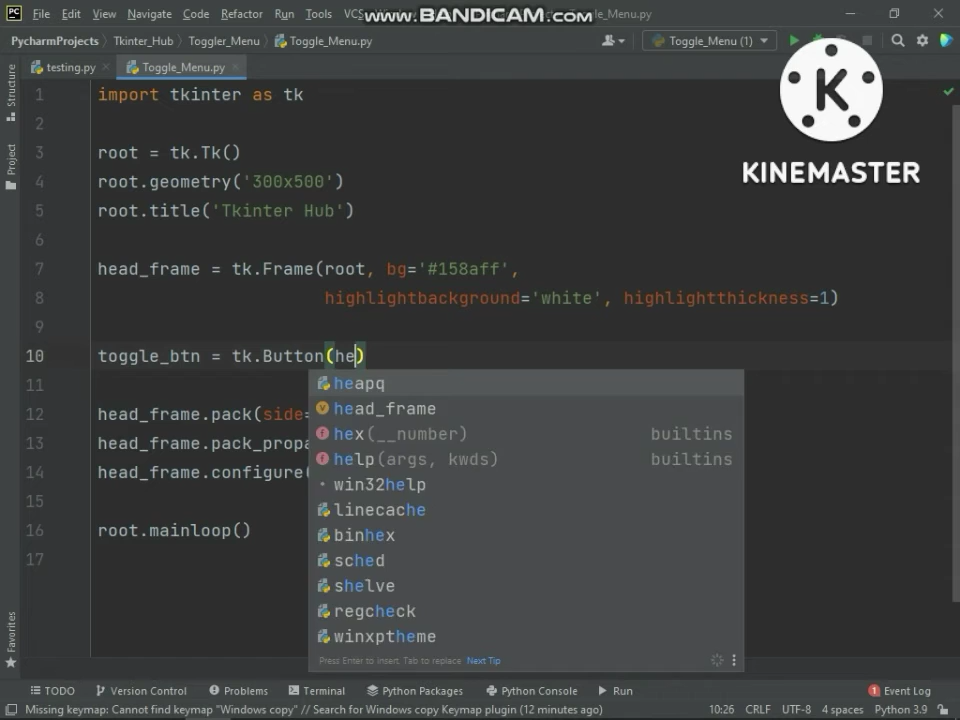 File Edit View Navigate Code Refactor Run Tools VCS www.BANDICAM.com Toggle_Menu.py
PycharmProjects Tkinter_Hub Toggler_Menu Toggle_Menu.py Toggle_Menu (1)
testing.py Toggle_Menu.py
KINEMASTER
Structure
Project
Favorites
1 import tkinter as tk
2
3 root = tk.Tk()
4 root.geometry('300x500')
5 root.title('Tkinter Hub')
6
7 head_frame = tk.Frame(root, bg='#158aff',
8 highlightbackground='white', highlightthickness=1)
9
10 toggle_btn = tk.Button(he)
11
12 head_frame.pack(side=
13 head_frame.pack_propa
14 head_frame.configure(
15
16 root.mainloop()
17
heapq
head_frame
hex(__number) builtins
help(args, kwds) builtins
win32help
linecache
binhex
sched
shelve
regcheck
winxptheme
Press Enter to insert, Tab to replace Next Tip
TODO Version Control Problems Terminal Python Packages Python Console Run 1 Event Log
Missing keymap: Cannot find keymap "Windows copy" // Search for Windows copy Keymap plugin (12 minutes ago) 10:26 CRLF UTF-8 4 spaces Python 3.9